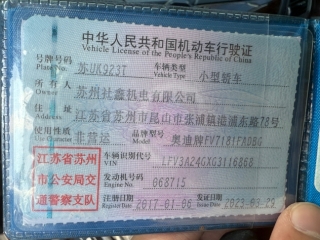 中华人民共和国机动车行驶证
Vehicle License of the People's Republic of China
号牌号码 苏UK923T 车辆类型 小型轿车
Plate No. Vehicle Type
所有人 苏州社鑫机电有限公司
Owner
住址 江苏省苏州市昆山市张浦镇港浦东路78号
Address
使用性质 非营运 品牌型号 奥迪牌FV7181FADBG
江苏省苏州
市公安局交
通警察支队
车辆识别代号 LFV3A24GXG3116868
VIN
发动机号码 068715
Engine No.
注册日期 2017-01-06 发证日期 2023-03-29
Register Date Issue Date